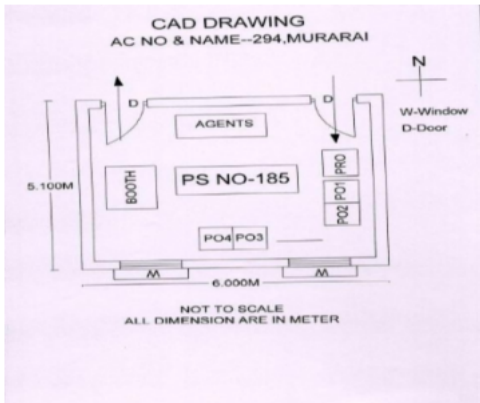 CAD DRAWING
AC NO & NAME--294,MURARAI
N
W-Window
D-Door
D
D
AGENTS
BOOTH
PS NO-185
PRO
PO1
PO2
5.100M
PO4
PO3
W
W
6.000M
NOT TO SCALE
ALL DIMENSION ARE IN METER